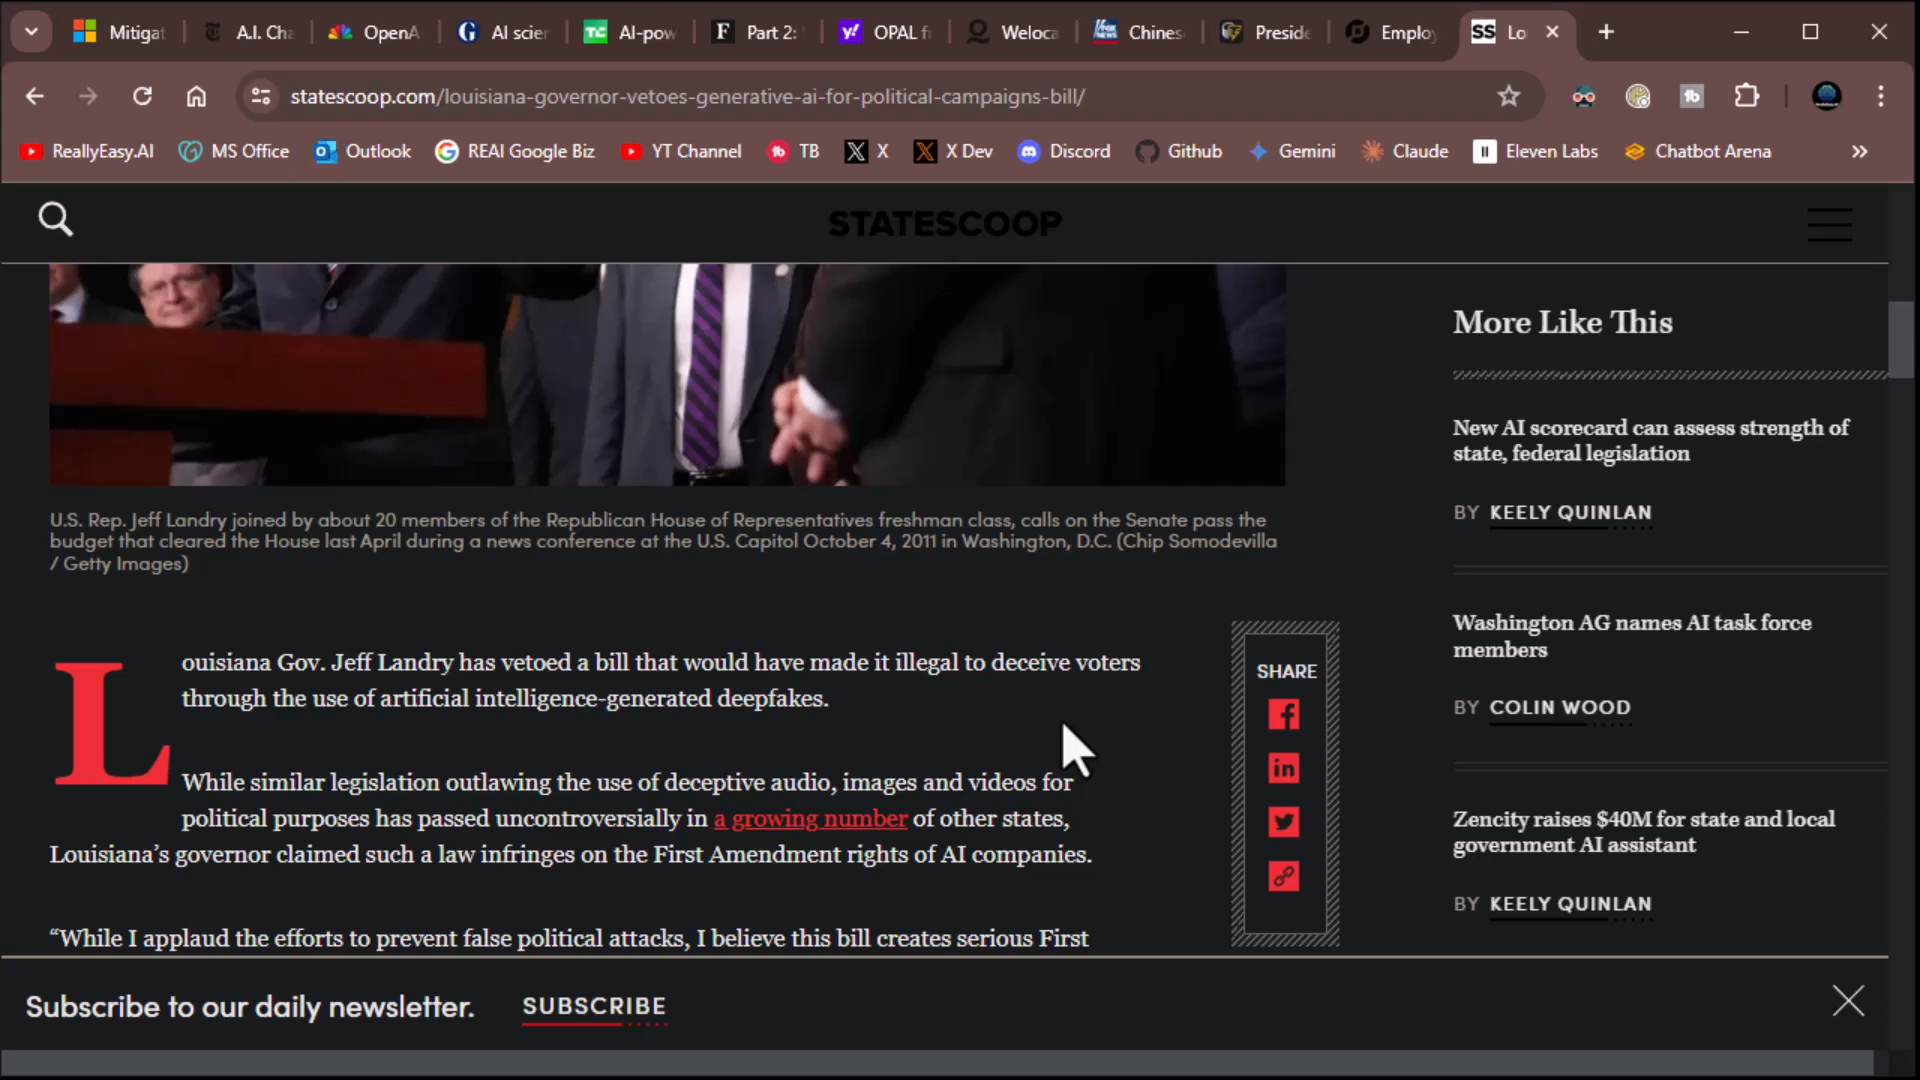 Mitigat
A.I. Cha
OpenA
AI scien
AI-pow
Part 2:
OPAL f
Weloca
Chines
Preside
Employ
Lo
statescoop.com/louisiana-governor-vetoes-generative-ai-for-political-campaigns-bill/
ReallyEasy.AI
MS Office
Outlook
REAI Google Biz
YT Channel
TB
X
X Dev
Discord
Github
Gemini
Claude
Eleven Labs
Chatbot Arena
STATESCOOP
U.S. Rep. Jeff Landry joined by about 20 members of the Republican House of Representatives freshman class, calls on the Senate pass the
budget that cleared the House last April during a news conference at the U.S. Capitol October 4, 2011 in Washington, D.C. (Chip Somodevilla
/ Getty Images)
Louisiana Gov. Jeff Landry has vetoed a bill that would have made it illegal to deceive voters
through the use of artificial intelligence-generated deepfakes.
While similar legislation outlawing the use of deceptive audio, images and videos for
political purposes has passed uncontroversially in a growing number of other states,
Louisiana’s governor claimed such a law infringes on the First Amendment rights of AI companies.
“While I applaud the efforts to prevent false political attacks, I believe this bill creates serious First
SHARE
More Like This
New AI scorecard can assess strength of
state, federal legislation
BY KEELY QUINLAN
Washington AG names AI task force
members
BY COLIN WOOD
Zencity raises $40M for state and local
government AI assistant
BY KEELY QUINLAN
Subscribe to our daily newsletter.
SUBSCRIBE